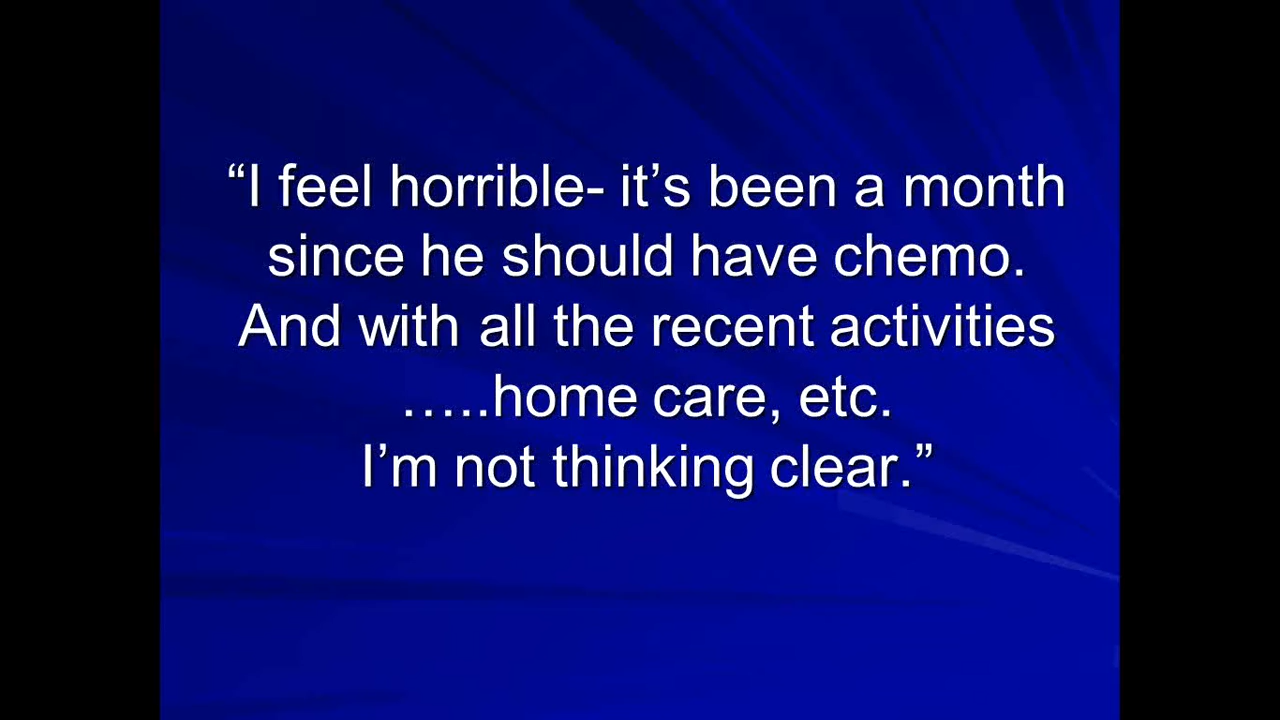 “I feel horrible- it’s been a month
since he should have chemo.
And with all the recent activities
…..home care, etc.
I’m not thinking clear.”